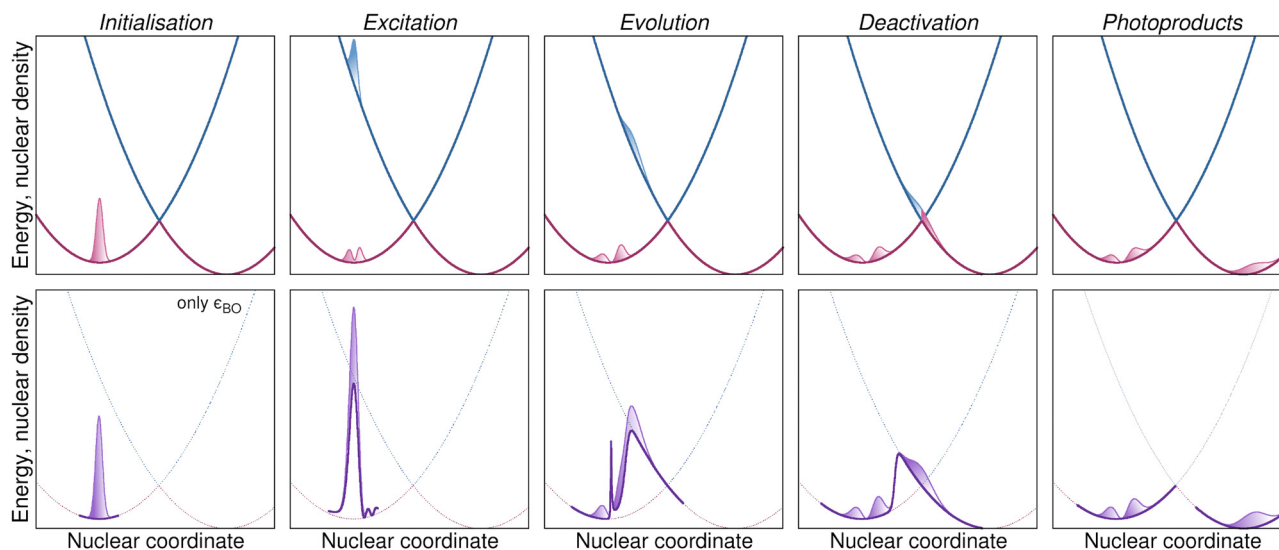 Initialisation
Excitation
Evolution
Deactivation
Photoproducts
Energy, nuclear density
only ϵBO
Energy, nuclear density
Nuclear coordinate
Nuclear coordinate
Nuclear coordinate
Nuclear coordinate
Nuclear coordinate